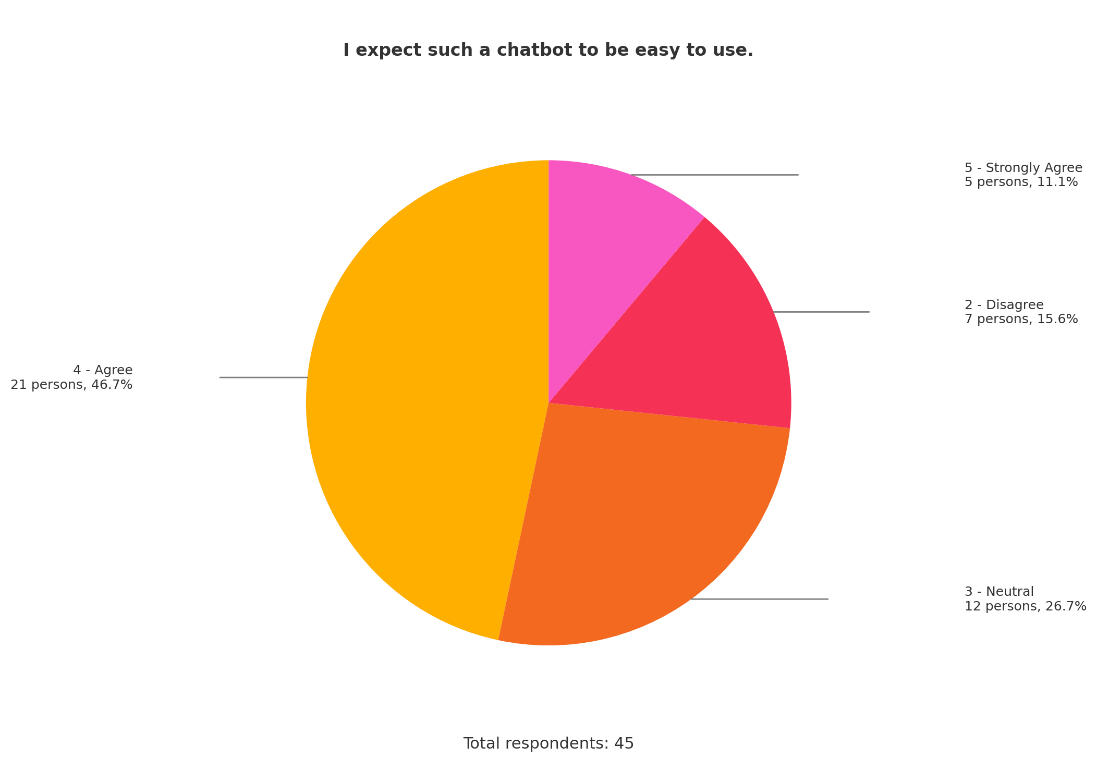 I expect such a chatbot to be easy to use.
5 - Strongly Agree
5 persons, 11.1%
2 - Disagree
7 persons, 15.6%
4 - Agree
21 persons, 46.7%
3 - Neutral
12 persons, 26.7%
Total respondents: 45